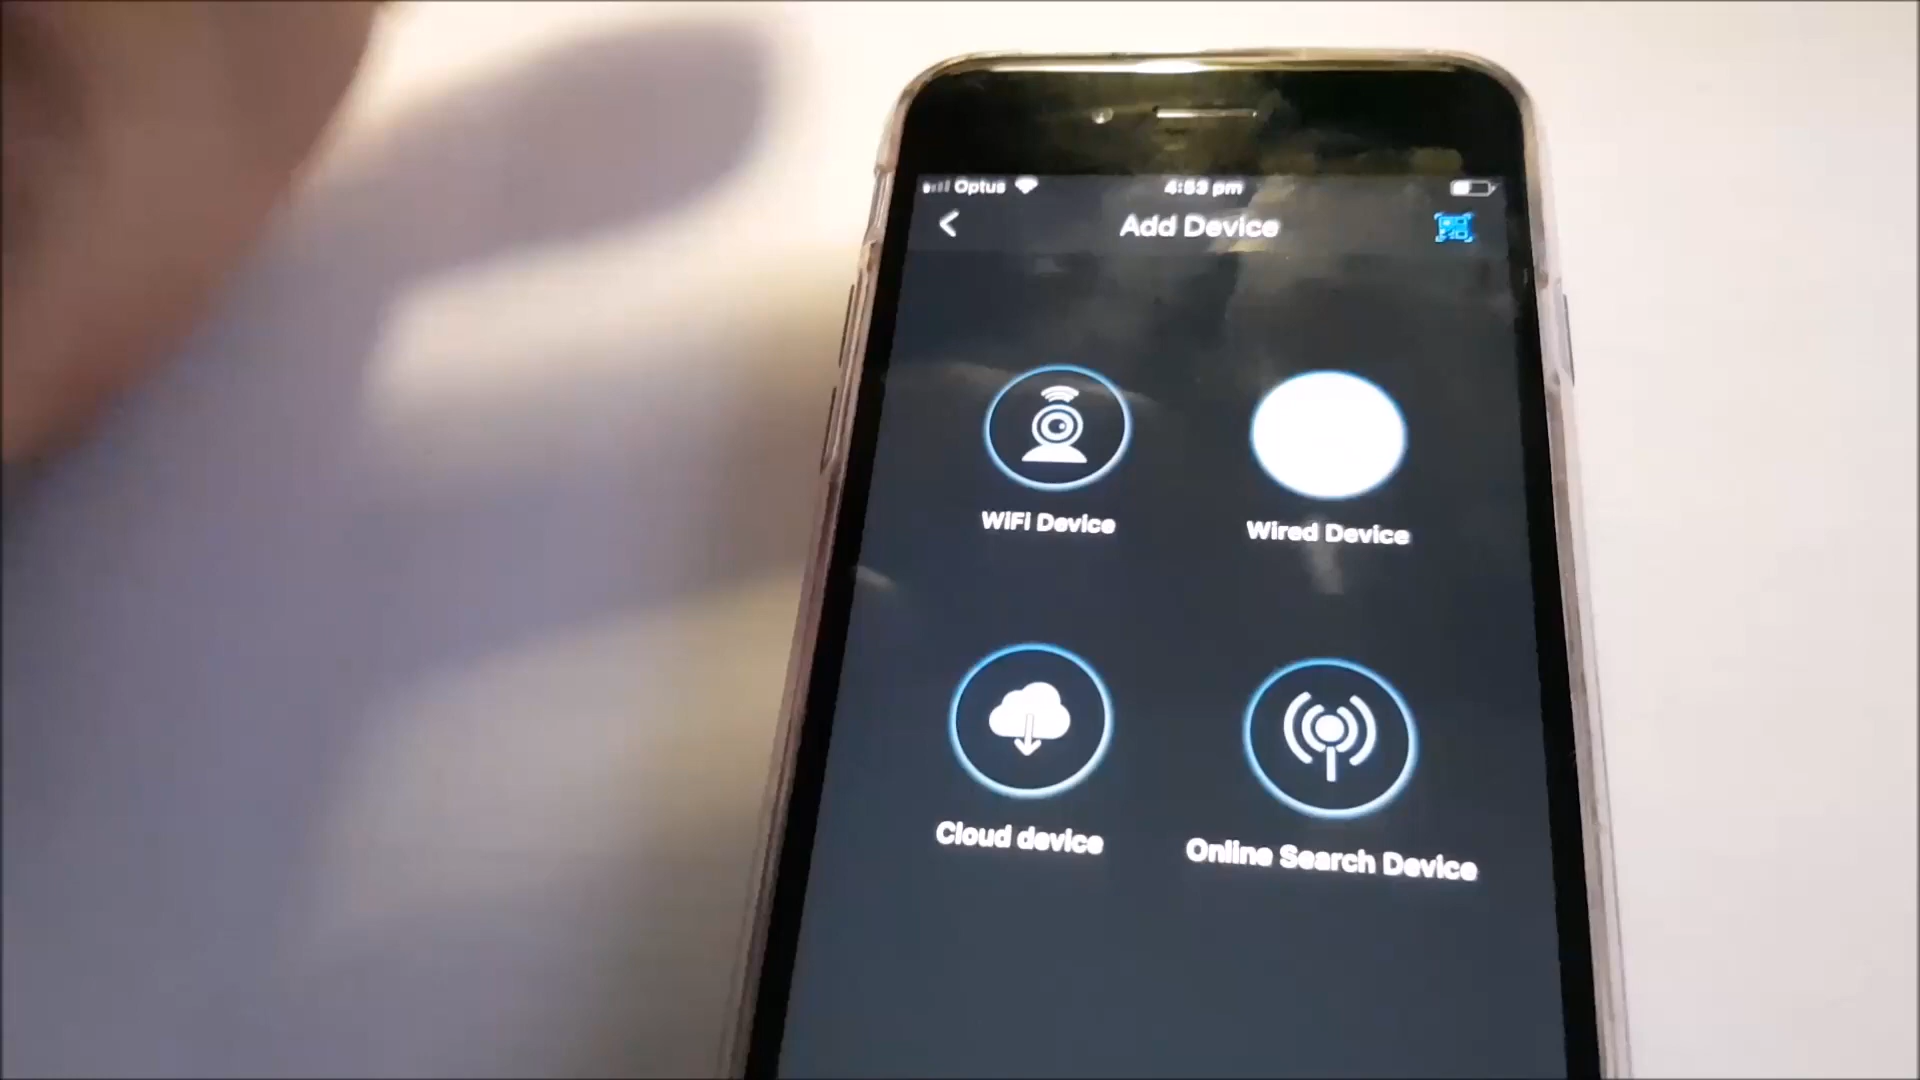 Optus 4:53 pm
Add Device
WiFi Device
Wired Device
Cloud device
Online Search Device